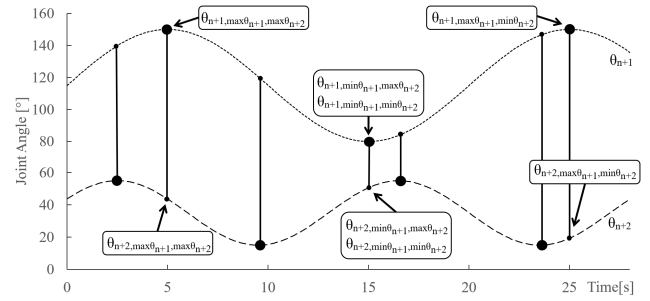 160
140
120
100
80
60
40
20
0
Joint Angle [°]
θn+1,maxθn+1,maxθn+2
θn+1,maxθn+1,minθn+2
θn+1
θn+1,minθn+1,maxθn+2
θn+1,minθn+1,minθn+2
θn+2,maxθn+1,minθn+2
θn+2
θn+2,maxθn+1,maxθn+2
θn+2,minθn+1,maxθn+2
θn+2,minθn+1,minθn+2
0 5 10 15 20 25 Time[s]